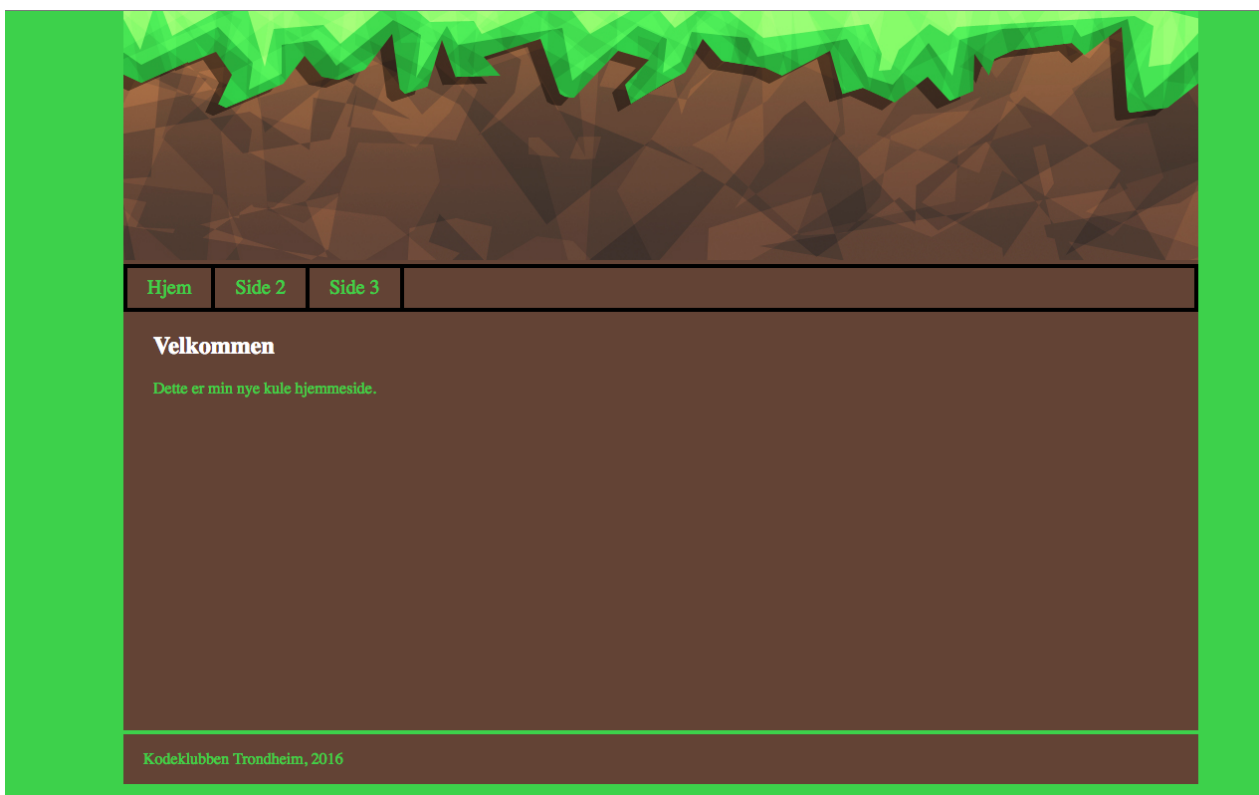 Hjem Side 2 Side 3
Velkommen
Dette er min nye kule hjemmeside.
Kodeklubben Trondheim, 2016